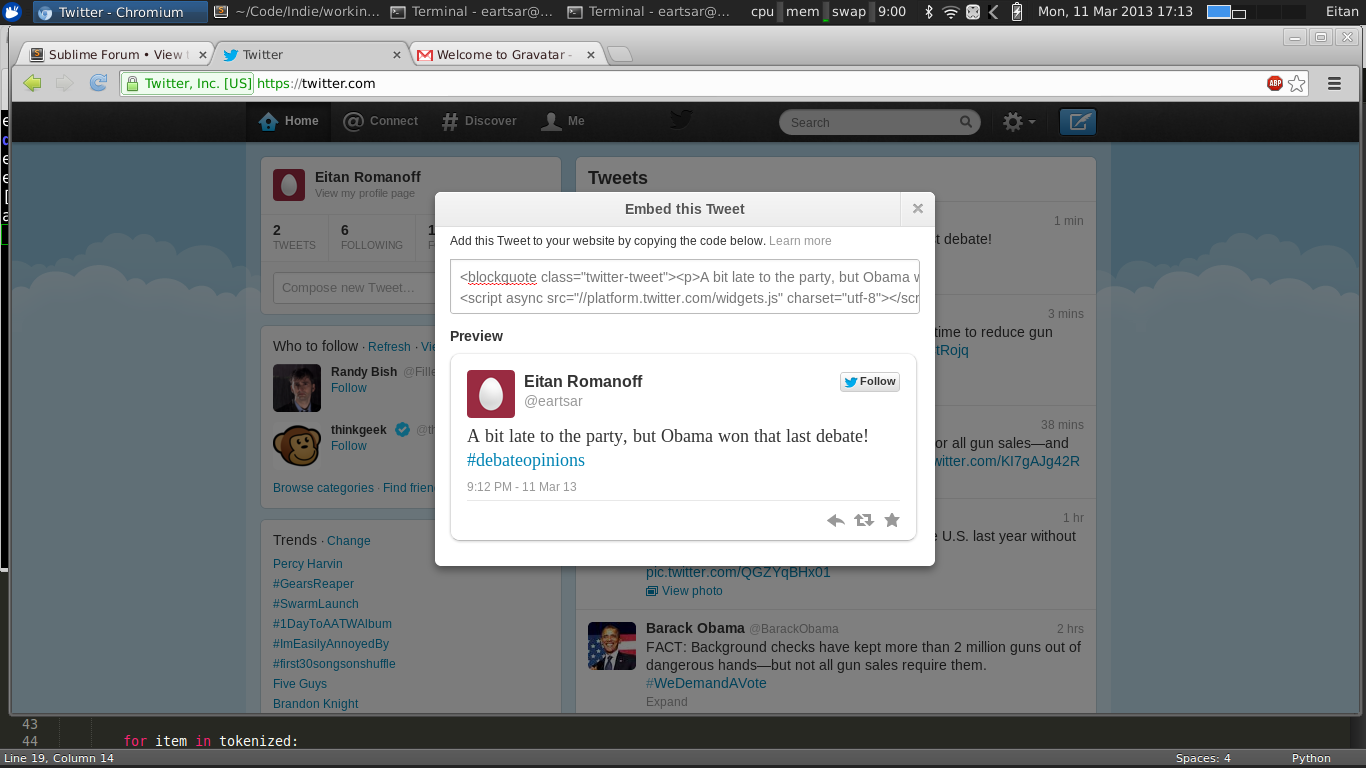 Twitter - Chromium
~/Code/Indie/workin...
Terminal - eartsar@...
Terminal - eartsar@...
cpu mem swap 9:00
Mon, 11 Mar 2013 17:13
Eitan
Sublime Forum • View
Twitter
Welcome to Gravatar -
Twitter, Inc. [US] https://twitter.com
ABP
Home
Connect
Discover
Me
Search
Eitan Romanoff
View my profile page
2
TWEETS
6
FOLLOWING
1
Compose new Tweet...
Who to follow · Refresh ·
Randy Bish
Follow
thinkgeek
Follow
Browse categories ·
Trends · Change
Percy Harvin
#GearsReaper
#SwarmLaunch
#1DayToAATWAlbum
#ImEasilyAnnoyedBy
#first30songsonshuffle
Five Guys
Brandon Knight
Tweets
1 min
debate!
3 mins
time to reduce gun
tRojq
38 mins
or all gun sales—and
witter.com/KI7gAJg42R
1 hr
U.S. last year without
pic.twitter.com/QGZYqBHx01
View photo
Barack Obama @BarackObama
2 hrs
FACT: Background checks have kept more than 2 million guns out of
dangerous hands—but not all gun sales require them.
#WeDemandAVote
Expand
Embed this Tweet
Add this Tweet to your website by copying the code below. Learn more
<blockquote class="twitter-tweet"><p>A bit late to the party, but Obama w
<script async src="//platform.twitter.com/widgets.js" charset="utf-8"></scr
Preview
Eitan Romanoff
@eartsar
Follow
A bit late to the party, but Obama won that last debate!
#debateopinions
9:12 PM - 11 Mar 13
43
44 for item in tokenized:
Line 19, Column 14
Spaces: 4
Python